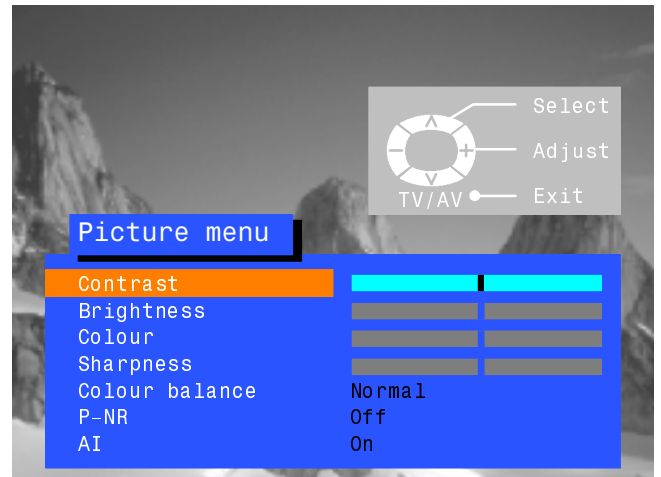 Select
Adjust
TV/AV Exit
Picture menu
Contrast
Brightness
Colour
Sharpness
Colour balance Normal
P-NR Off
AI On